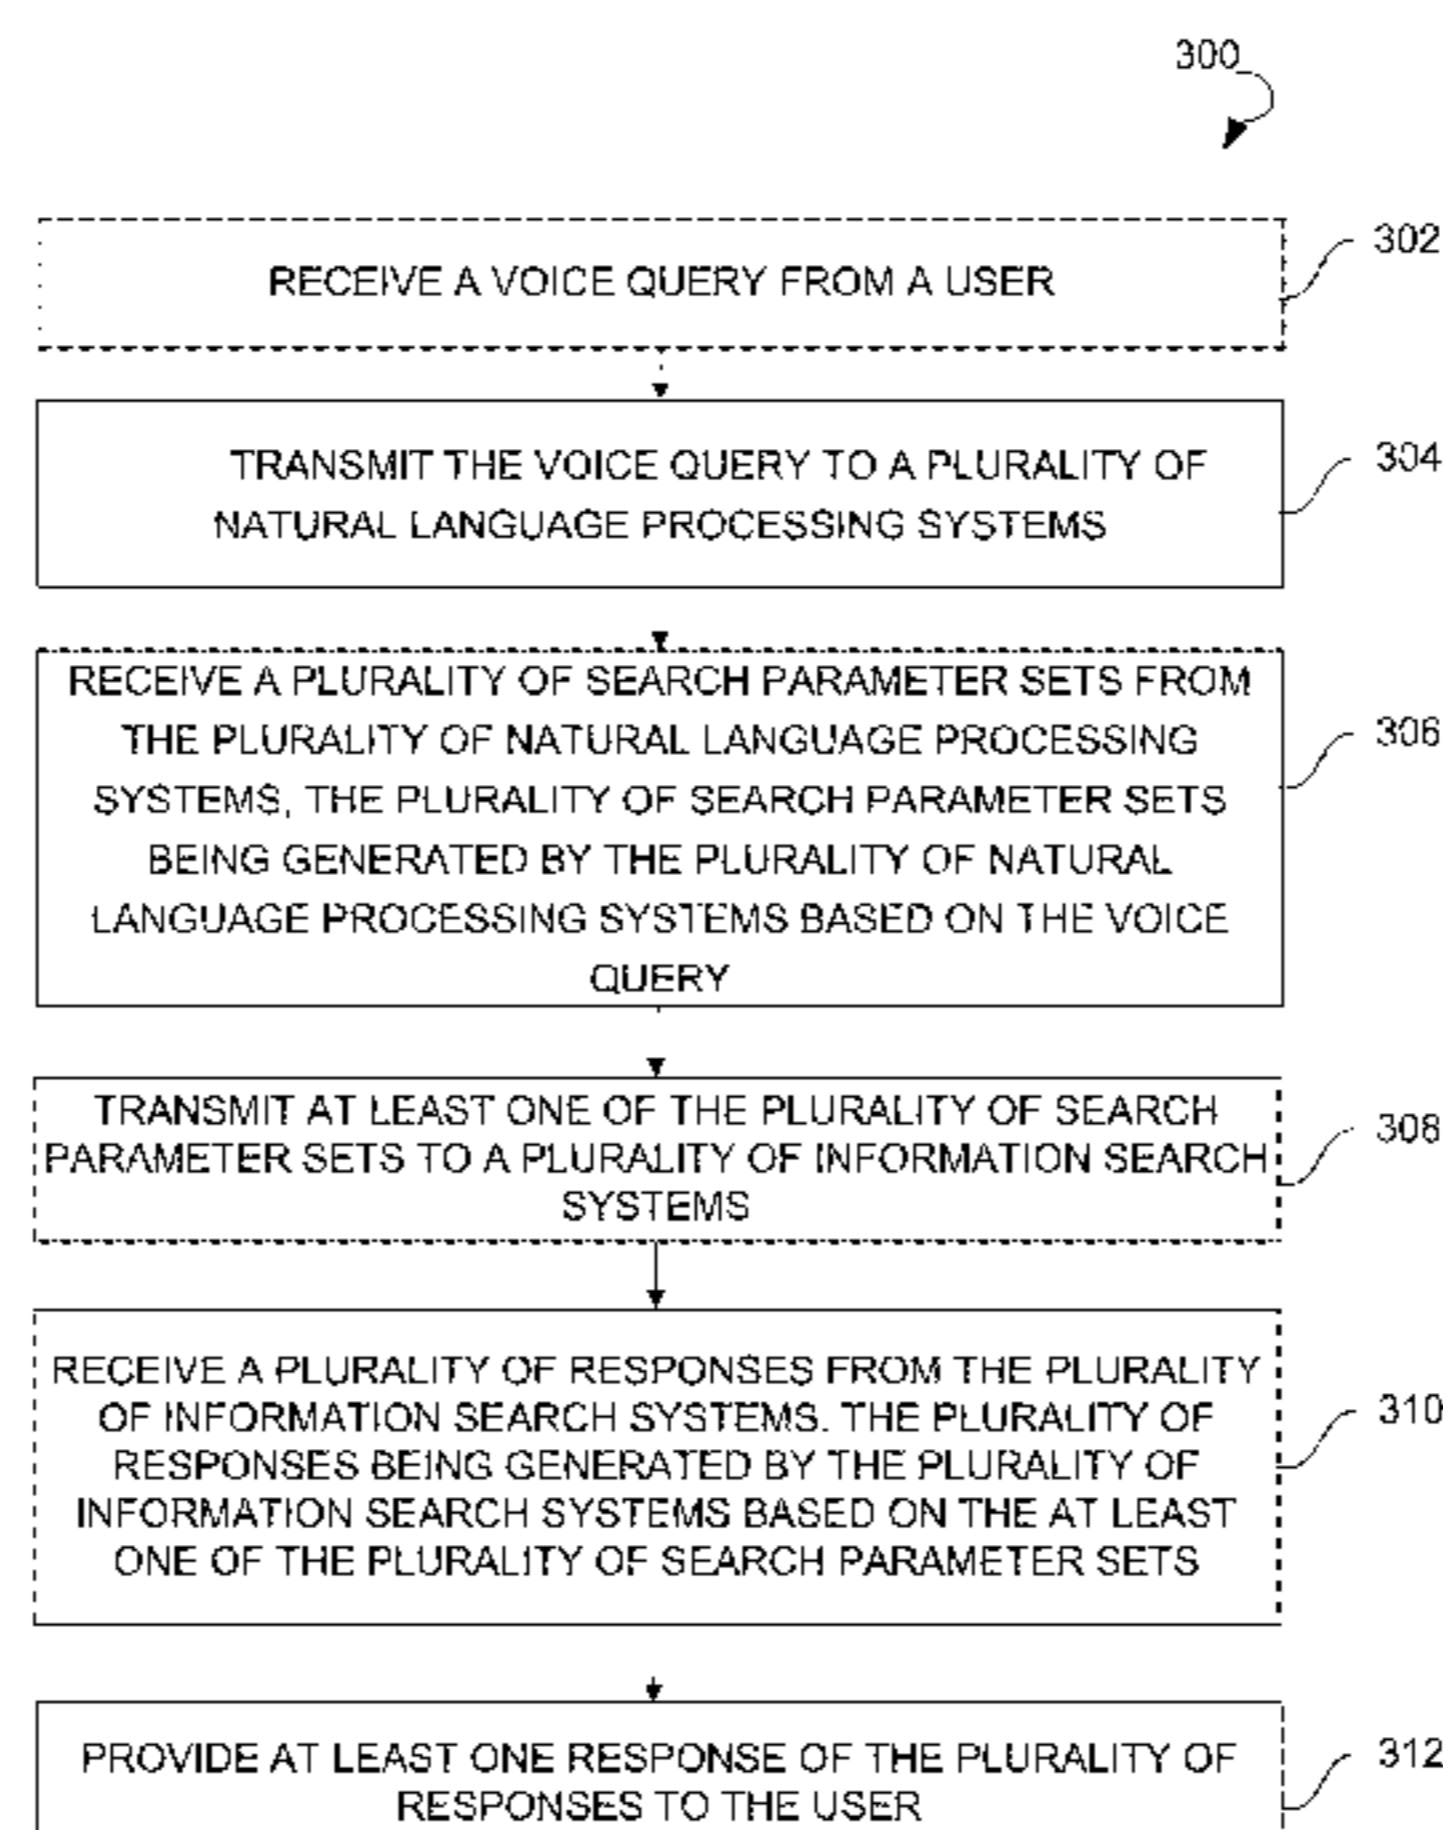 300
RECEIVE A VOICE QUERY FROM A USER
302
TRANSMIT THE VOICE QUERY TO A PLURALITY OF
NATURAL LANGUAGE PROCESSING SYSTEMS
304
RECEIVE A PLURALITY OF SEARCH PARAMETER SETS FROM
THE PLURALITY OF NATURAL LANGUAGE PROCESSING
SYSTEMS, THE PLURALITY OF SEARCH PARAMETER SETS
BEING GENERATED BY THE PLURALITY OF NATURAL
LANGUAGE PROCESSING SYSTEMS BASED ON THE VOICE
QUERY
306
TRANSMIT AT LEAST ONE OF THE PLURALITY OF SEARCH
PARAMETER SETS TO A PLURALITY OF INFORMATION SEARCH
SYSTEMS
308
RECEIVE A PLURALITY OF RESPONSES FROM THE PLURALITY
OF INFORMATION SEARCH SYSTEMS. THE PLURALITY OF
RESPONSES BEING GENERATED BY THE PLURALITY OF
INFORMATION SEARCH SYSTEMS BASED ON THE AT LEAST
ONE OF THE PLURALITY OF SEARCH PARAMETER SETS
310
PROVIDE AT LEAST ONE RESPONSE OF THE PLURALITY OF
RESPONSES TO THE USER
312